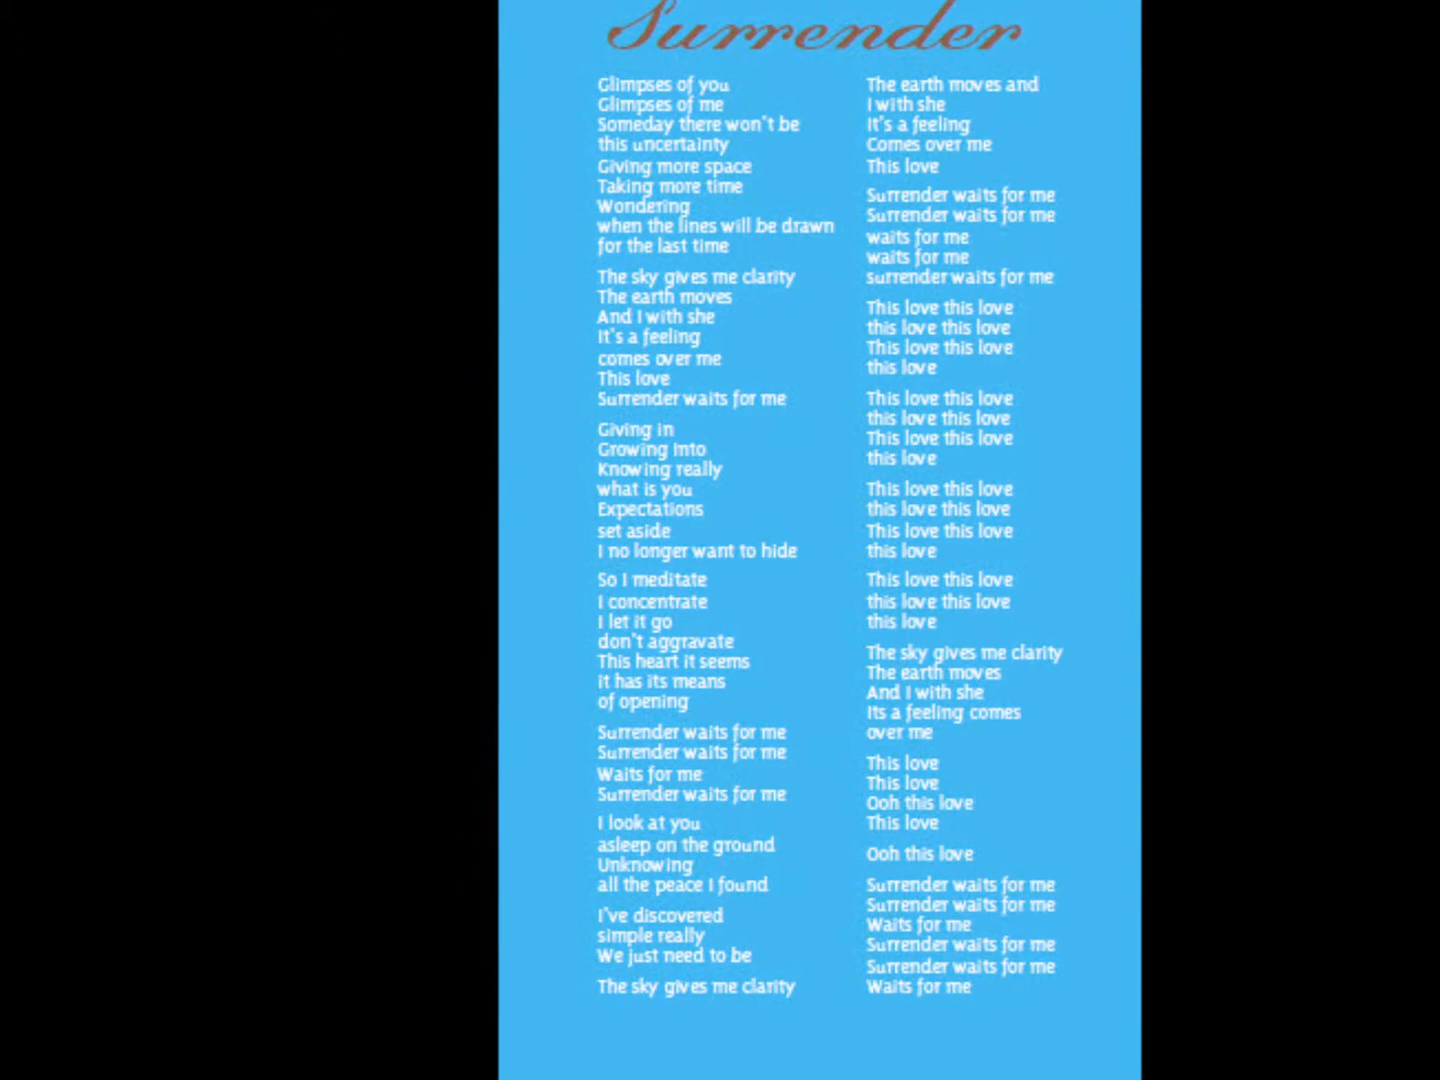 Surrender
Glimpses of you
Glimpses of me
Someday there won't be
this uncertainty
Giving more space
Taking more time
Wondering
when the lines will be drawn
for the last time
The sky gives me clarity
The earth moves
And I with she
It's a feeling
comes over me
This love
Surrender waits for me
Giving in
Growing into
Knowing really
what is you
Expectations
set aside
I no longer want to hide
So I meditate
I concentrate
I let it go
don't aggravate
This heart it seems
it has its means
of opening
Surrender waits for me
Surrender waits for me
Waits for me
Surrender waits for me
I look at you
asleep on the ground
Unknowing
all the peace I found
I've discovered
simple really
We just need to be
The sky gives me clarity
The earth moves and
I with she
It's a feeling
Comes over me
This love
Surrender waits for me
Surrender waits for me
waits for me
waits for me
surrender waits for me
This love this love
this love this love
This love this love
this love
This love this love
this love this love
This love this love
this love
This love this love
this love this love
This love this love
this love
This love this love
this love this love
this love
The sky gives me clarity
The earth moves
And I with she
Its a feeling comes
over me
This love
This love
Ooh this love
This love
Ooh this love
Surrender waits for me
Surrender waits for me
Waits for me
Surrender waits for me
Surrender waits for me
Waits for me